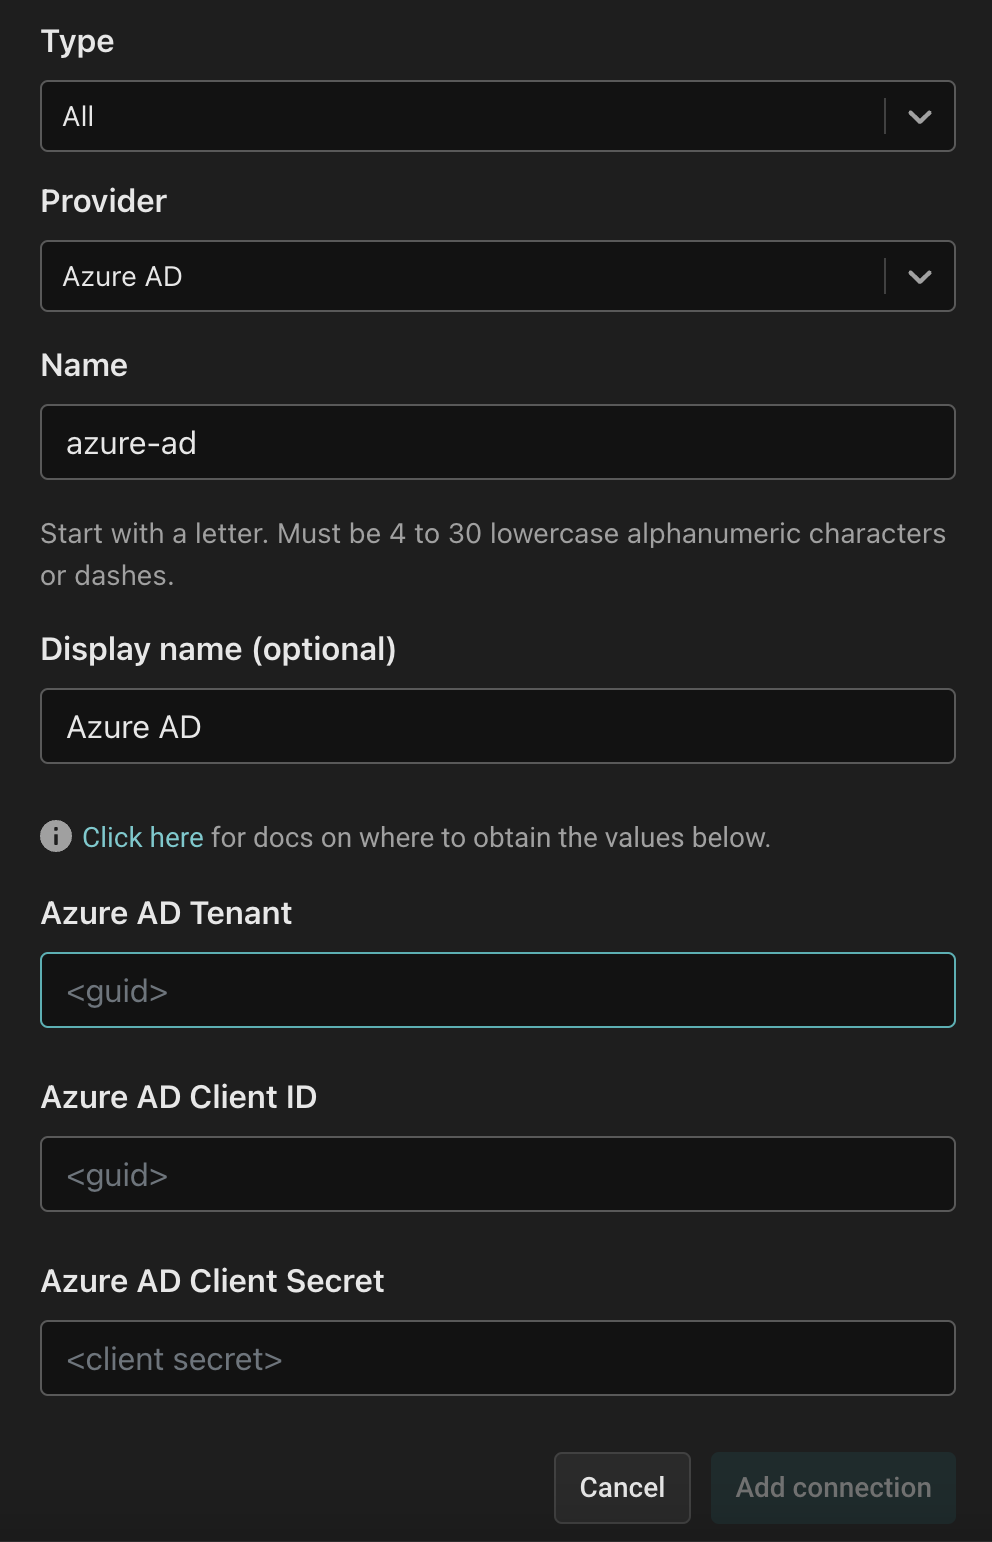 Type
All
Provider
Azure AD
Name
azure-ad
Start with a letter. Must be 4 to 30 lowercase alphanumeric characters
or dashes.
Display name (optional)
Azure AD
Click here for docs on where to obtain the values below.
Azure AD Tenant
<guid>
Azure AD Client ID
<guid>
Azure AD Client Secret
<client secret>
Cancel Add connection